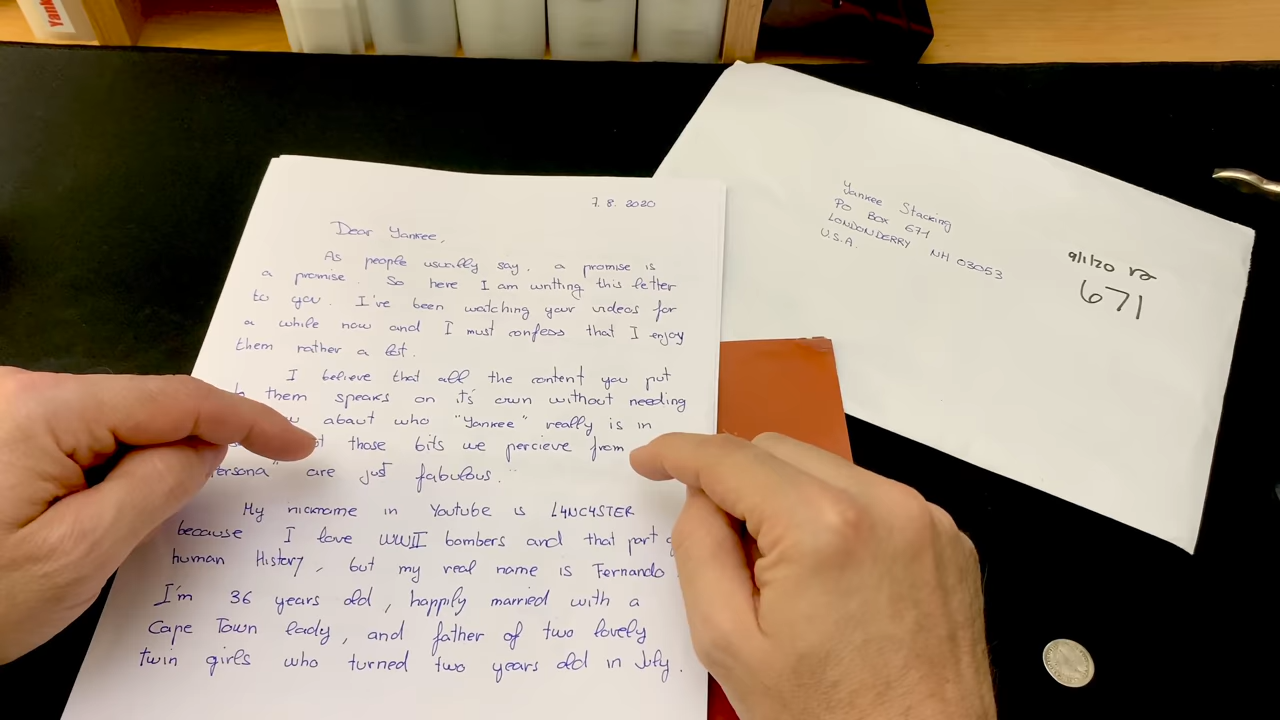 7. 8. 2020
Dear Yankee,
As people usually say, a promise is
a promise. So here I am writting this letter
to you. I've been watching your videos for
a while now and I must confess that I enjoy
them rather a lot.
I believe that all the content you put
them speaks on its' own without needing
about who "Yankee" really is in
those bits we percieve from
are just fabulous.
My nickname in Youtube is L4NC4STER
because I love WWII bombers and that part
human History, but my real name is Fernando.
I'm 36 years old, happily married with a
Cape Town lady, and father of two lovely
twin girls who turned two years old in July.
Yankee Stacking
PO Box 671
LONDONDERRY NH 03053
U.S.A.
9/1/20
671